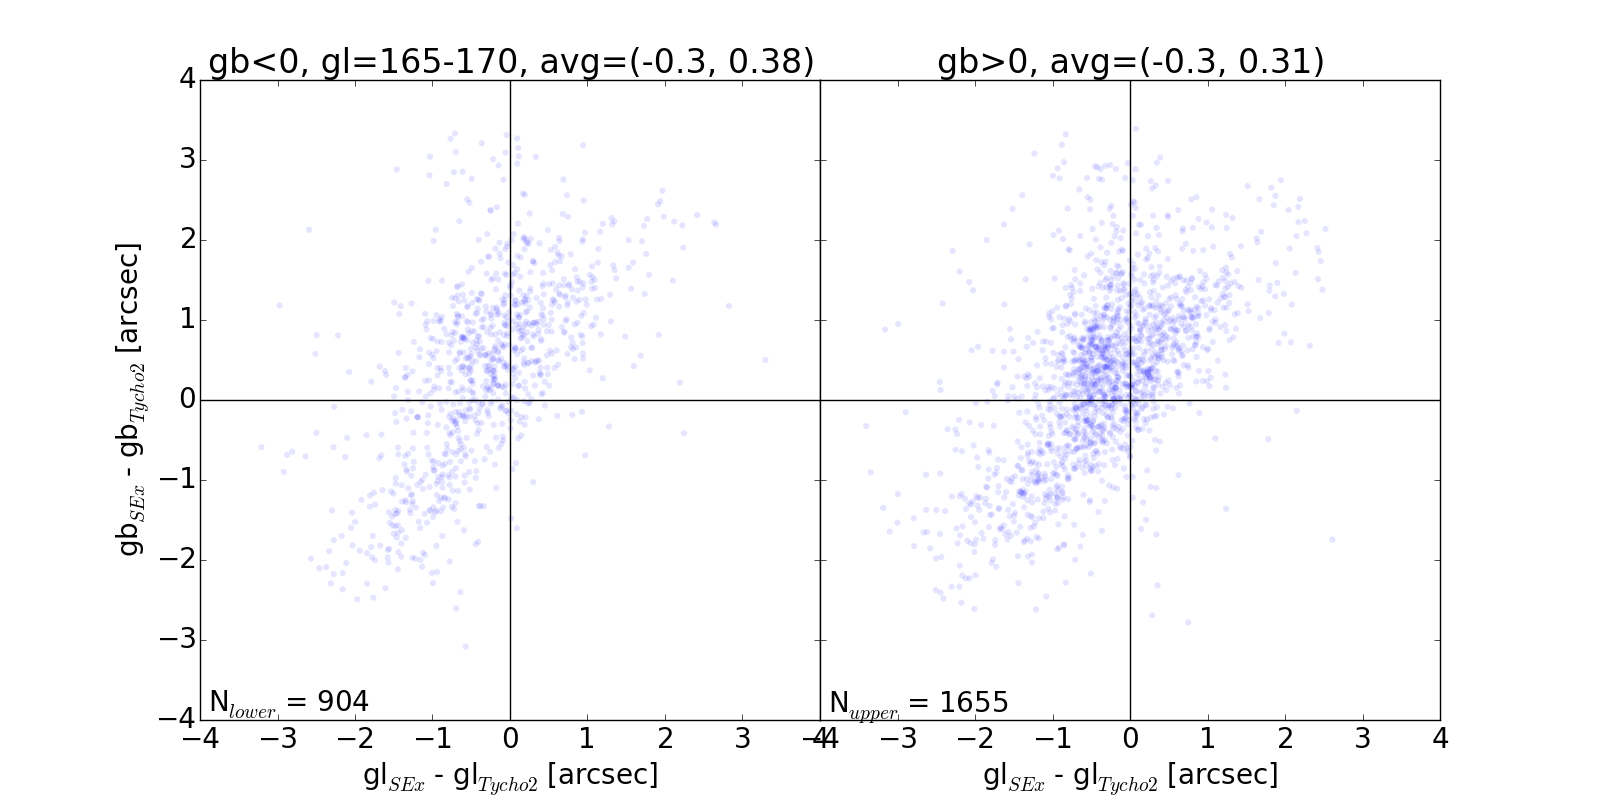 gb<0, gl=165-170, avg=(-0.3, 0.38)
gb>0, avg=(-0.3, 0.31)
4
3
2
1
0
−1
−2
−3
−4
gb_SEx - gb_Tycho2 [arcsec]
N_lower = 904
N_upper = 1655
−4 −3 −2 −1 0 1 2 3 4
−4 −3 −2 −1 0 1 2 3 4
gl_SEx - gl_Tycho2 [arcsec]
gl_SEx - gl_Tycho2 [arcsec]